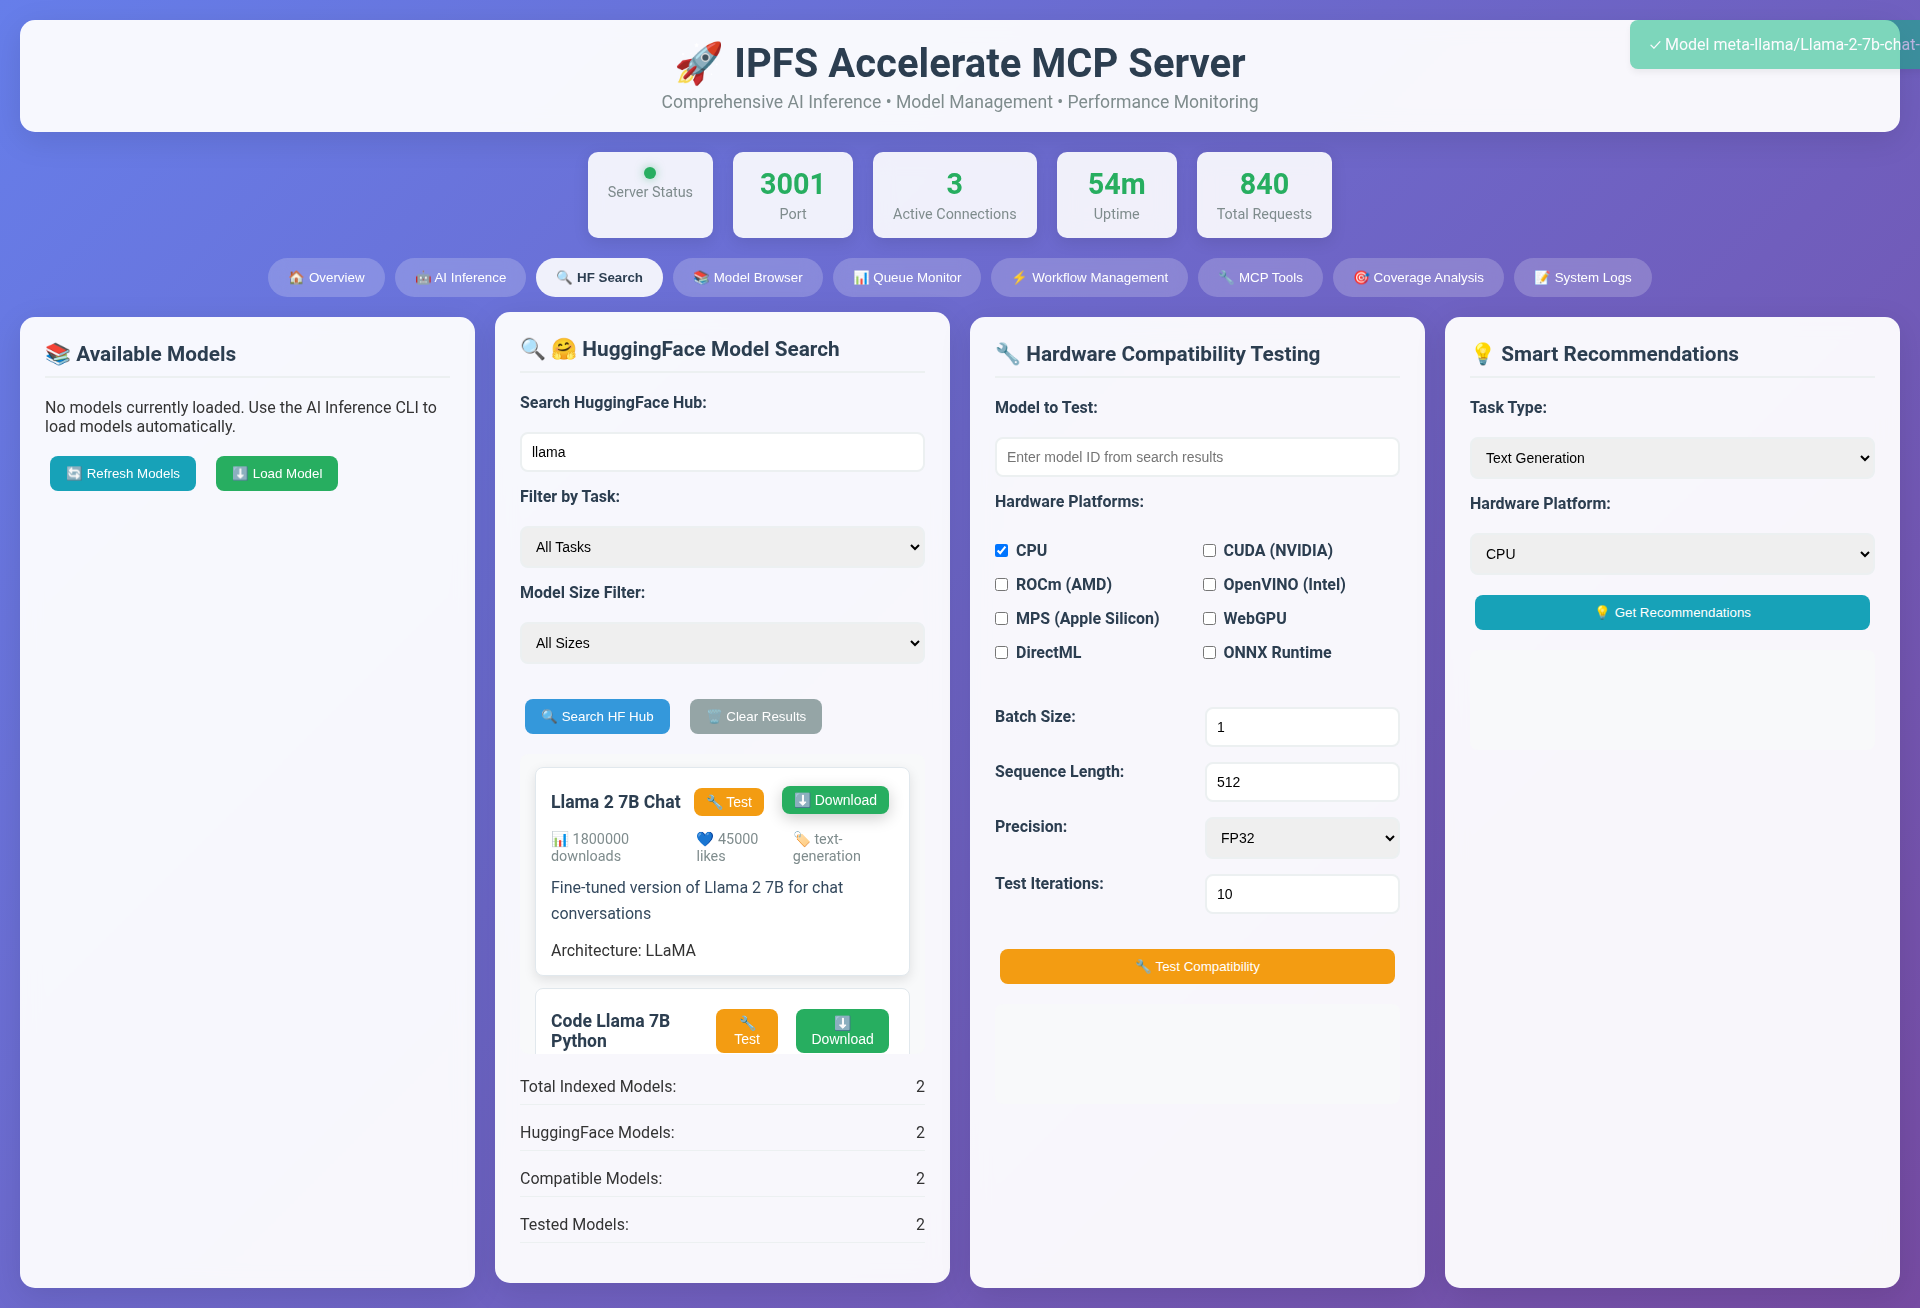 🚀 IPFS Accelerate MCP Server
Comprehensive AI Inference • Model Management • Performance Monitoring
✓ Model meta-llama/Llama-2-7b-chat-
Server Status
3001
Port
3
Active Connections
54m
Uptime
840
Total Requests
🏠 Overview
🤖 AI Inference
🔍 HF Search
📚 Model Browser
📊 Queue Monitor
⚡ Workflow Management
🔧 MCP Tools
🎯 Coverage Analysis
📝 System Logs
📚 Available Models
No models currently loaded. Use the AI Inference CLI to
load models automatically.
🔄 Refresh Models
⬇️ Load Model
🔍 🤗 HuggingFace Model Search
Search HuggingFace Hub:
llama
Filter by Task:
All Tasks
Model Size Filter:
All Sizes
🔍 Search HF Hub
🗑️ Clear Results
Llama 2 7B Chat
🔧 Test
⬇️ Download
📊 1800000
downloads
💙 45000
likes
🏷️ text-
generation
Fine-tuned version of Llama 2 7B for chat
conversations
Architecture: LLaMA
Code Llama 7B
Python
🔧
Test
⬇️
Download
Total Indexed Models: 2
HuggingFace Models: 2
Compatible Models: 2
Tested Models: 2
🔧 Hardware Compatibility Testing
Model to Test:
Enter model ID from search results
Hardware Platforms:
CPU
CUDA (NVIDIA)
ROCm (AMD)
OpenVINO (Intel)
MPS (Apple Silicon)
WebGPU
DirectML
ONNX Runtime
Batch Size: 1
Sequence Length: 512
Precision: FP32
Test Iterations: 10
🔧 Test Compatibility
💡 Smart Recommendations
Task Type:
Text Generation
Hardware Platform:
CPU
💡 Get Recommendations